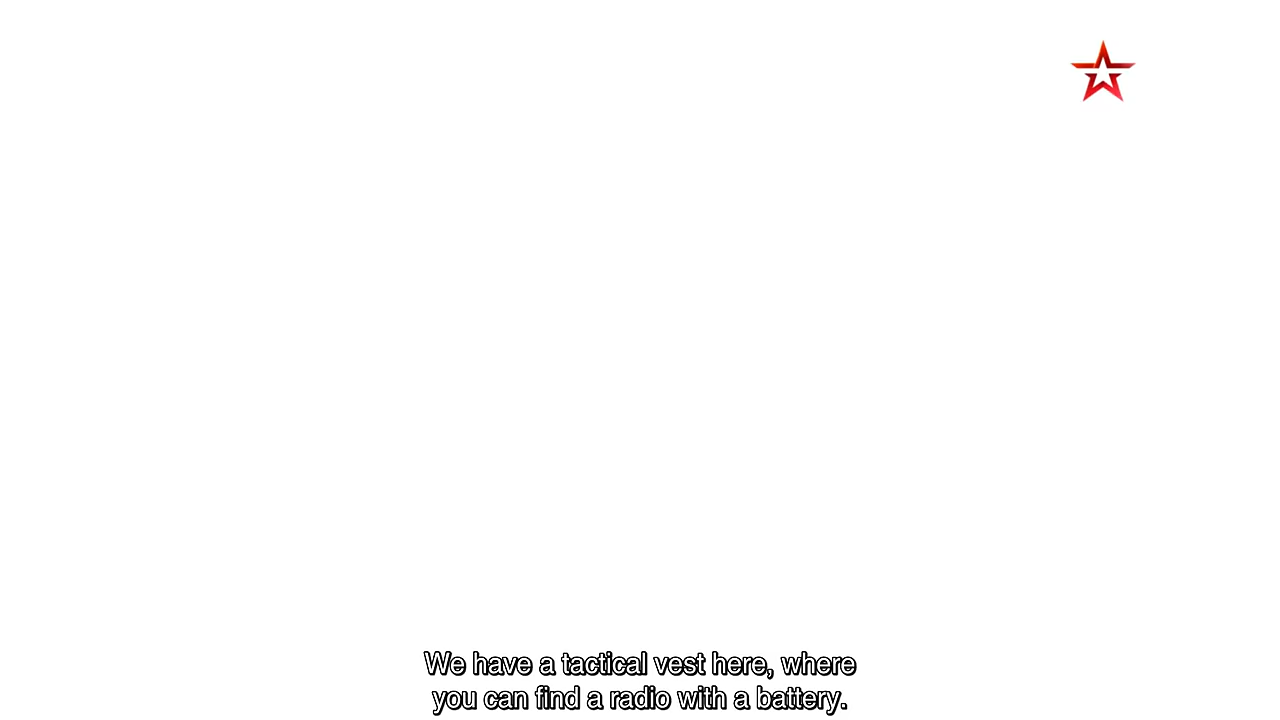 We have a tactical vest here, where
you can find a radio with a battery.